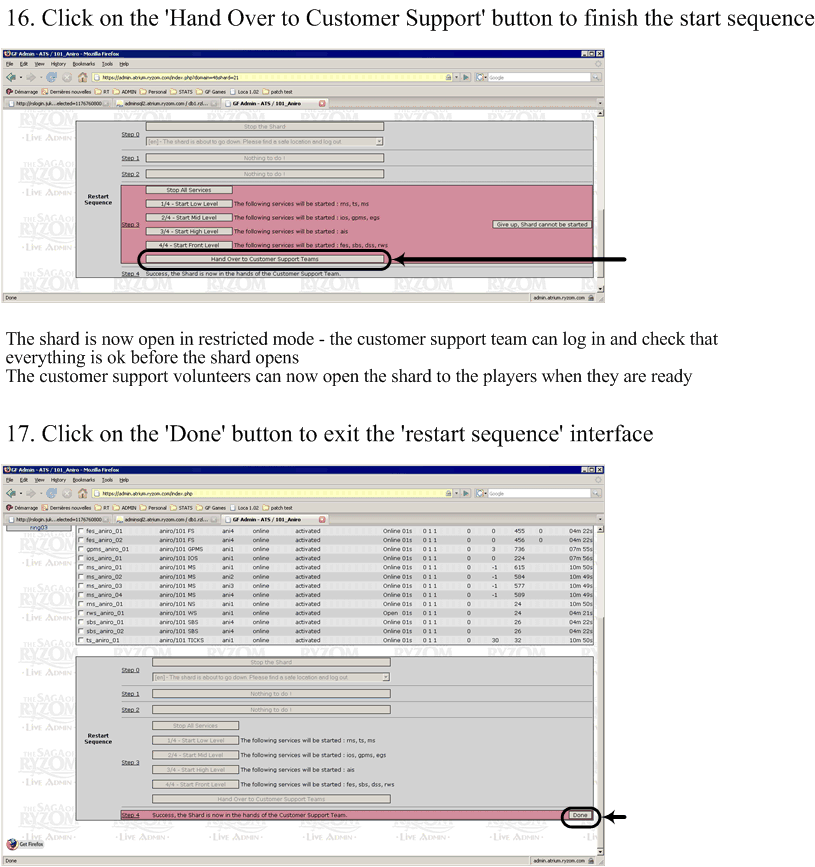 16. Click on the 'Hand Over to Customer Support' button to finish the start sequence
GF Admin - ATS / 101_Aniro - Mozilla Firefox
File Edit View History Bookmarks Tools Help
https://admin.atrium.ryzom.com/index.php?domain=4&shard=21
Google
Démarrage Dernières nouvelles RT ADMIN Personal STATS GF Games Loca 1.02 patch test
GF Admin - ATS / 101_Aniro
Stop the Shard
Step 0
[en] - The shard is about to go down. Please find a safe location and log out.
Step 1 Nothing to do !
Step 2 Nothing to do !
Restart Sequence
Stop All Services
1/4 - Start Low Level The following services will be started : rns, ts, ms
2/4 - Start Mid Level The following services will be started : ios, gpms, egs
Step 3
Give up, Shard cannot be started
3/4 - Start High Level The following services will be started : ais
4/4 - Start Front Level The following services will be started : fes, sbs, dss, rws
Hand Over to Customer Support Teams
Step 4 Success, the Shard is now in the hands of the Customer Support Team.
Done admin.atrium.ryzom.com
The shard is now open in restricted mode - the customer support team can log in and check that
everything is ok before the shard opens
The customer support volunteers can now open the shard to the players when they are ready
17. Click on the 'Done' button to exit the 'restart sequence' interface
GF Admin - ATS / 101_Aniro - Mozilla Firefox
File Edit View History Bookmarks Tools Help
https://admin.atrium.ryzom.com/index.php
Google
Démarrage Dernières nouvelles RT ADMIN Personal STATS GF Games Loca 1.02 patch test
GF Admin - ATS / 101_Aniro
ring03
fes_aniro_01 aniro/101 FS ani4 online activated Online 01s 0 1 1 0 0 455 0 04m 22s
fes_aniro_02 aniro/101 FS ani4 online activated Online 01s 0 1 1 0 0 456 0 04m 22s
gpms_aniro_01 aniro/101 GPMS ani1 online activated Online 01s 0 1 1 0 3 736 07m 55s
ios_aniro_01 aniro/101 IOS ani1 online activated Online 01s 0 1 1 0 0 224 07m 56s
ms_aniro_01 aniro/101 MS ani1 online activated Online 01s 0 1 1 0 -1 615 10m 50s
ms_aniro_02 aniro/101 MS ani2 online activated Online 01s 0 1 1 0 -1 584 10m 49s
ms_aniro_03 aniro/101 MS ani3 online activated Online 01s 0 1 1 0 -1 577 10m 49s
ms_aniro_04 aniro/101 MS ani4 online activated Online 01s 0 1 1 0 -1 589 10m 49s
rns_aniro_01 aniro/101 NS ani1 online activated Online 01s 0 1 1 0 24 10m 50s
rws_aniro_01 aniro/101 WS ani1 online activated Open 01s 0 1 1 0 24 04m 21s
sbs_aniro_01 aniro/101 SBS ani4 online activated Online 01s 0 1 1 0 26 04m 22s
sbs_aniro_02 aniro/101 SBS ani4 online activated Online 01s 0 1 1 0 26 04m 22s
ts_aniro_01 aniro/101 TICKS ani1 online activated Online 01s 0 1 1 0 30 32 10m 50s
Stop the Shard
Step 0
[en] - The shard is about to go down. Please find a safe location and log out.
Step 1 Nothing to do !
Step 2 Nothing to do !
Restart Sequence
Stop All Services
1/4 - Start Low Level The following services will be started : rns, ts, ms
2/4 - Start Mid Level The following services will be started : ios, gpms, egs
Step 3
3/4 - Start High Level The following services will be started : ais
4/4 - Start Front Level The following services will be started : fes, sbs, dss, rws
Hand Over to Customer Support Teams
Step 4 Success, the Shard is now in the hands of the Customer Support Team. Done
THE SAGA OF RYZOM
· LIVE ADMIN ·
Get Firefox
Done admin.atrium.ryzom.com